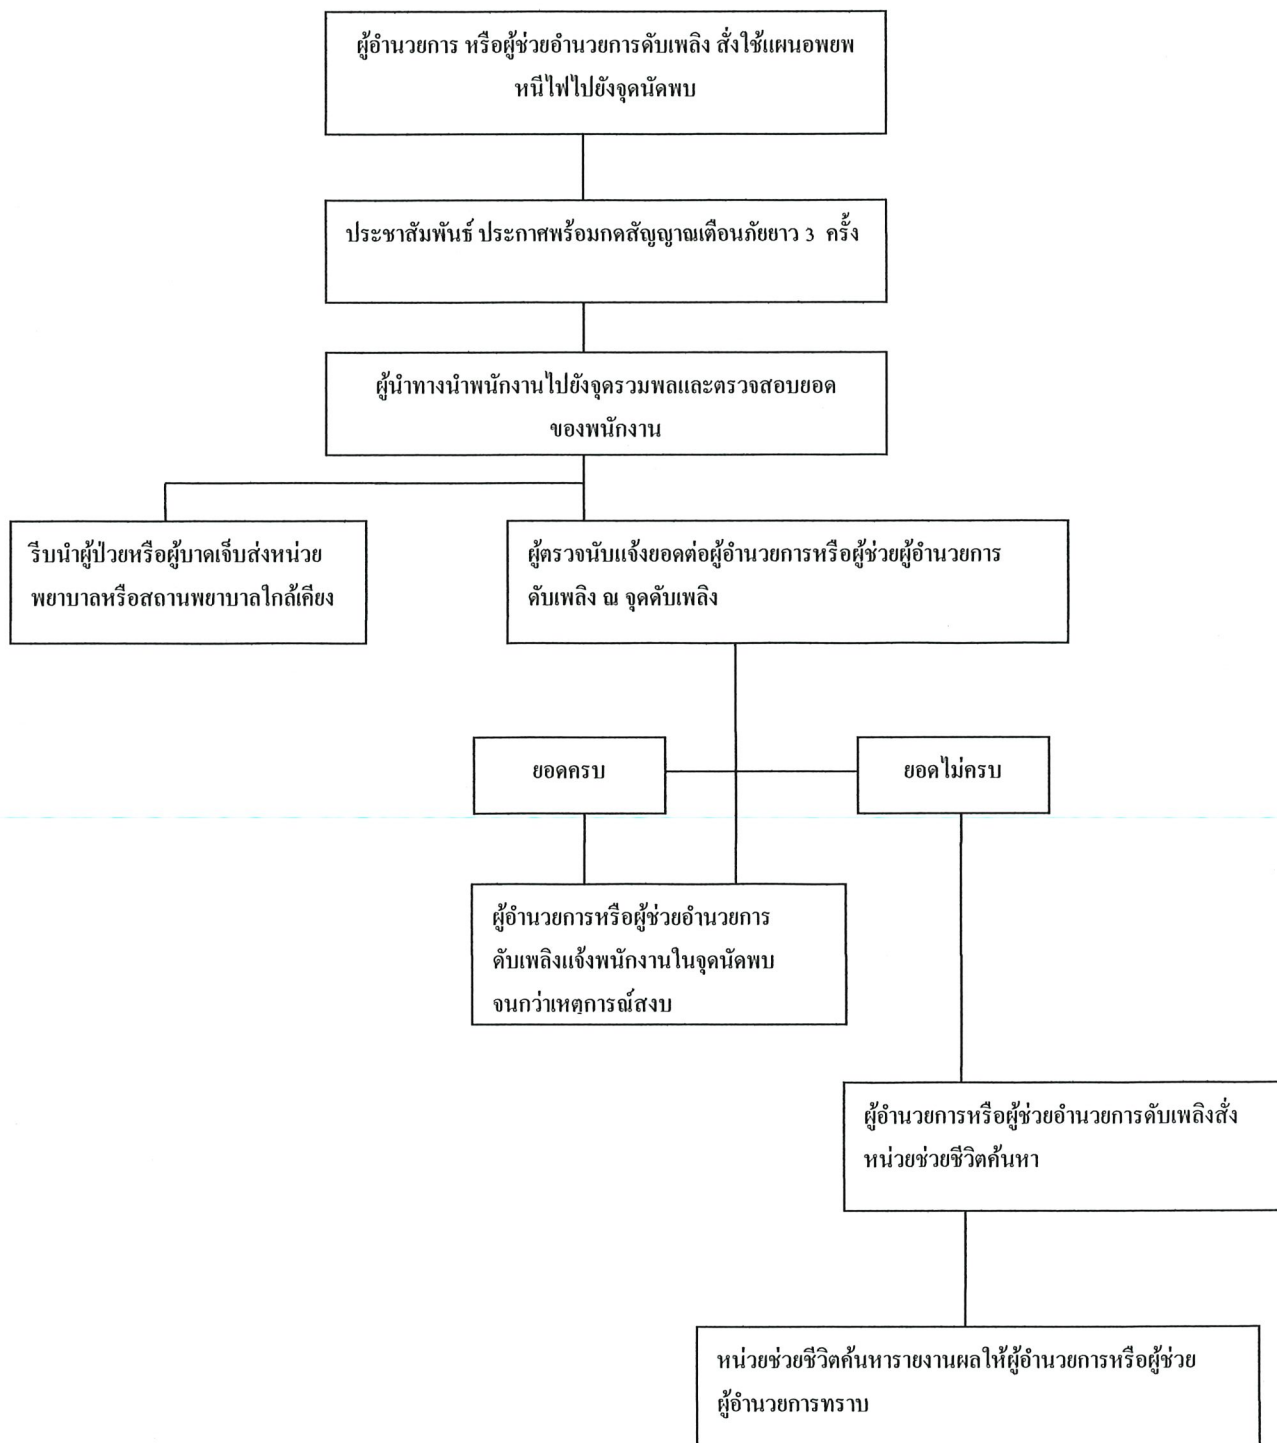 ผู้อำนวยการ หรือผู้ช่วยอำนวยการดับเพลิง สั่งใช้แผนอพยพ
หนีไฟไปยังจุดนัดพบ
ประชาสัมพันธ์ ประกาศพร้อมกดสัญญาณเตือนภัยยาว 3 ครั้ง
ผู้นำทางนำพนักงานไปยังจุดรวมพลและตรวจสอบยอด
ของพนักงาน
รีบนำผู้ป่วยหรือผู้บาดเจ็บส่งหน่วย
พยาบาลหรือสถานพยาบาลใกล้เคียง
ผู้ตรวจนับแจ้งยอดต่อผู้อำนวยการหรือผู้ช่วยผู้อำนวยการ
ดับเพลิง ณ จุดดับเพลิง
ยอดครบ
ยอดไม่ครบ
ผู้อำนวยการหรือผู้ช่วยอำนวยการ
ดับเพลิงแจ้งพนักงานในจุดนัดพบ
จนกว่าเหตุการณ์สงบ
ผู้อำนวยการหรือผู้ช่วยอำนวยการดับเพลิงสั่ง
หน่วยช่วยชีวิตค้นหา
หน่วยช่วยชีวิตค้นหารายงานผลให้ผู้อำนวยการหรือผู้ช่วย
ผู้อำนวยการทราบ